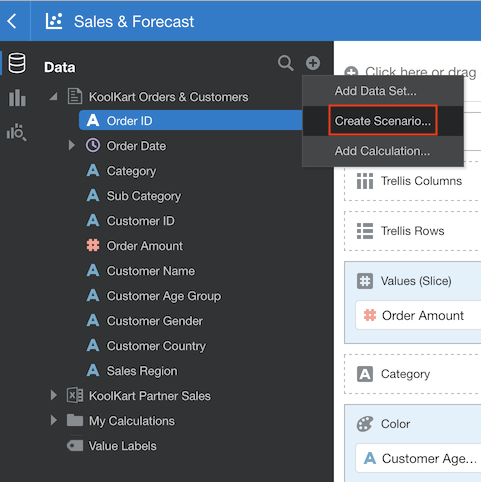 Sales & Forecast
Data
KoolKart Orders & Customers
A Order ID
Order Date
A Category
A Sub Category
A Customer ID
# Order Amount
A Customer Name
A Customer Age Group
A Customer Gender
A Customer Country
A Sales Region
KoolKart Partner Sales
My Calculations
Value Labels
Add Data Set...
Create Scenario...
Add Calculation...
Click here or drag
Trellis Columns
Trellis Rows
# Values (Slice)
# Order Amount
A Category
Color
A Customer Age...